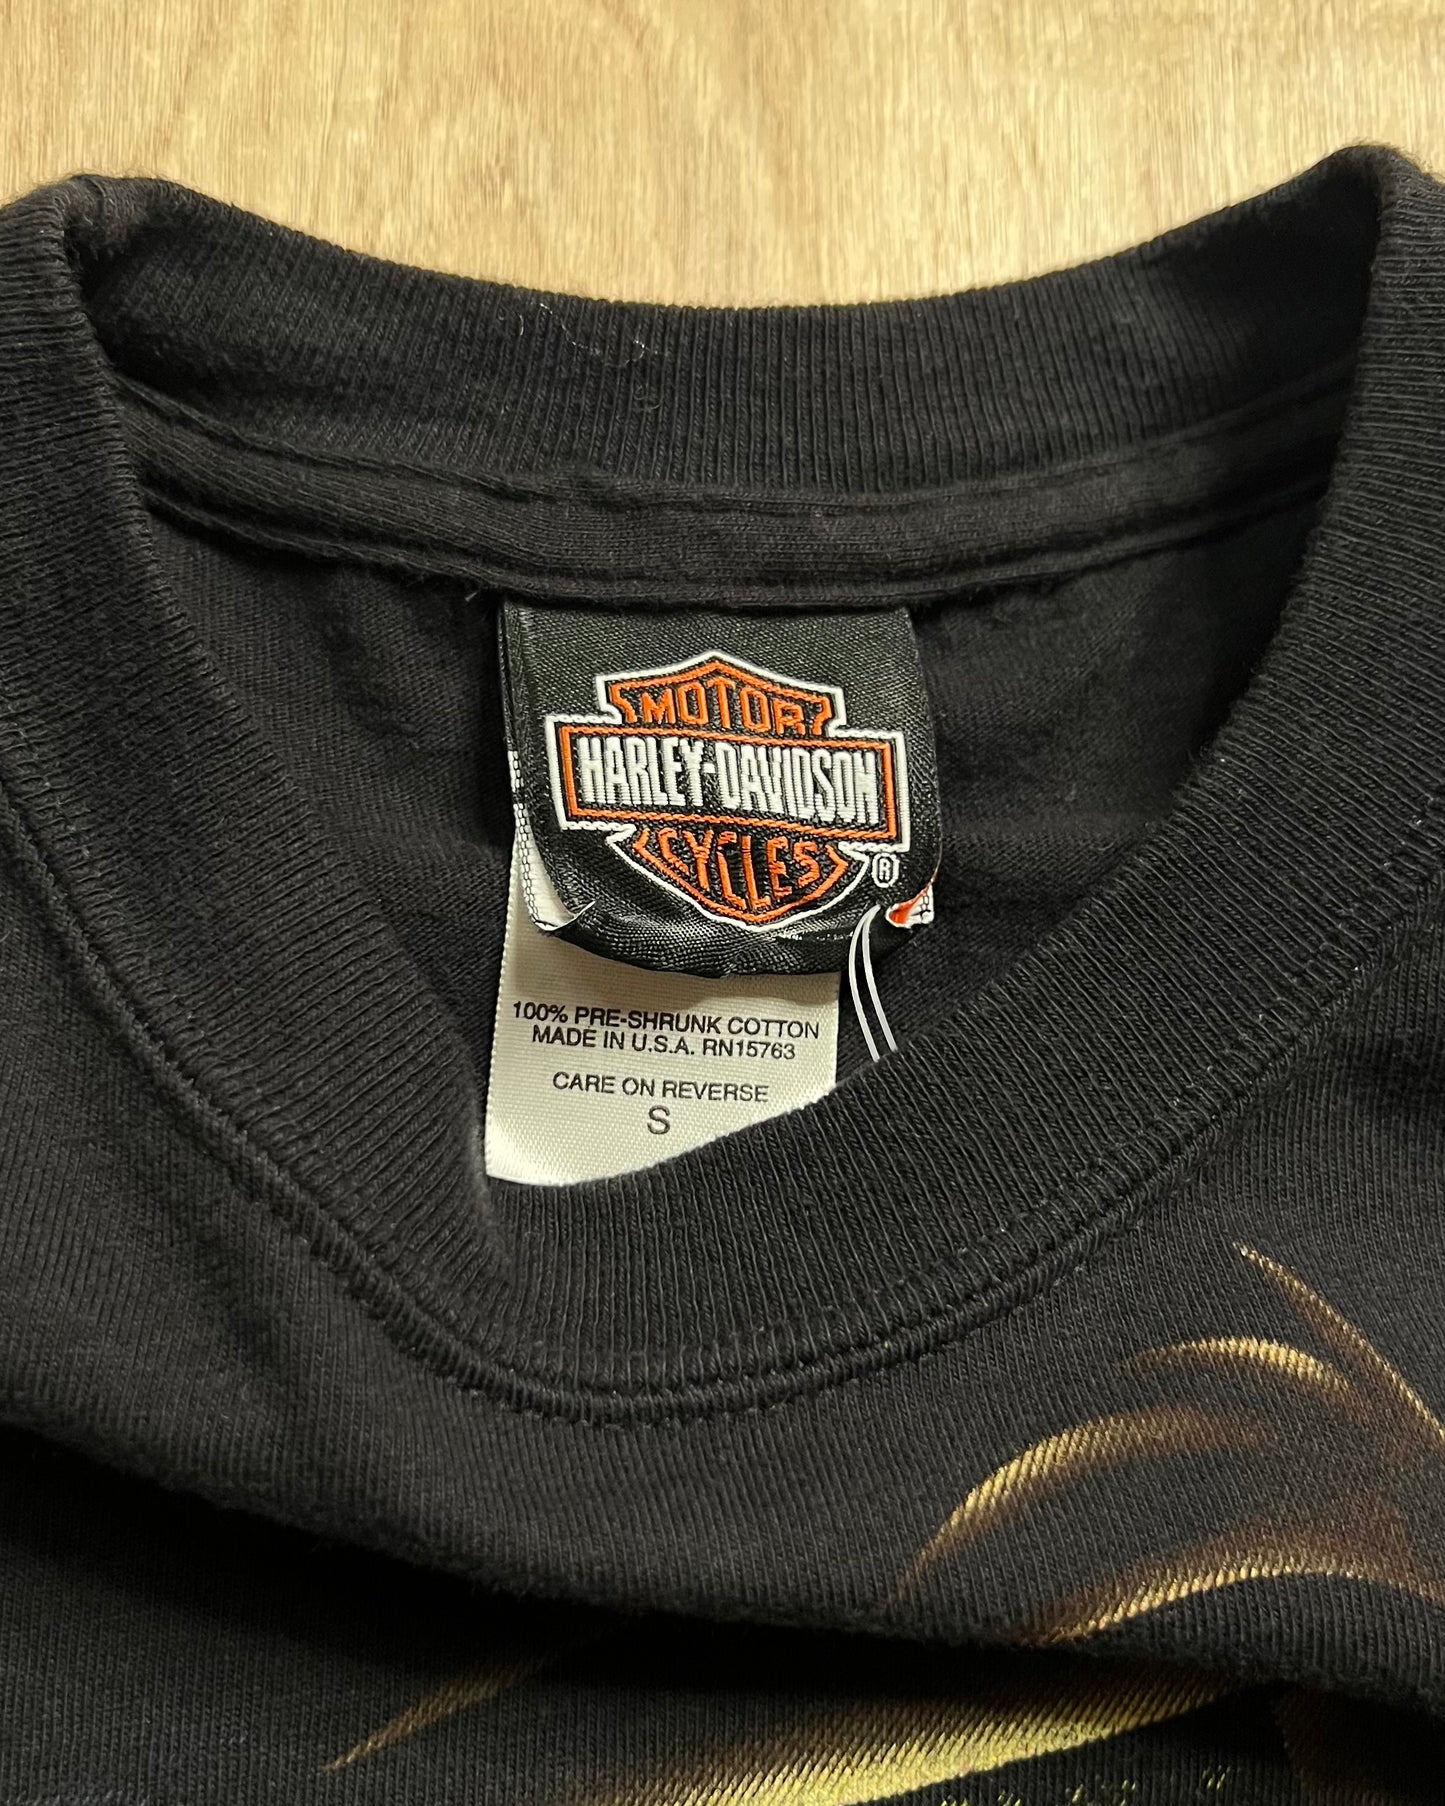 MOTOR
HARLEY-DAVIDSON
CYCLES
®
100% PRE-SHRUNK COTTON
MADE IN U.S.A. RN15763
CARE ON REVERSE
S